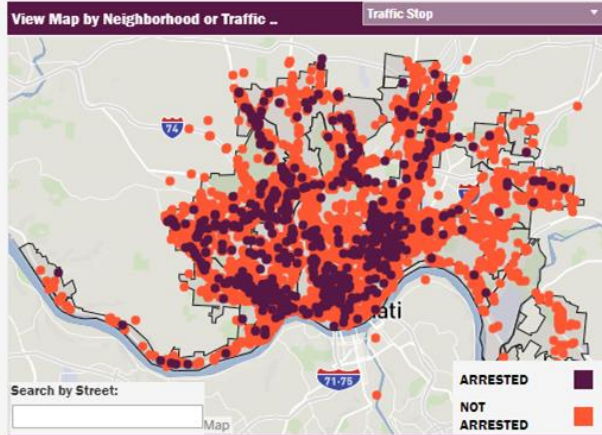 View Map by Neighborhood or Traffic ..
Traffic Stop
74
ati
71-75
Search by Street:
Map
ARRESTED
NOT
ARRESTED